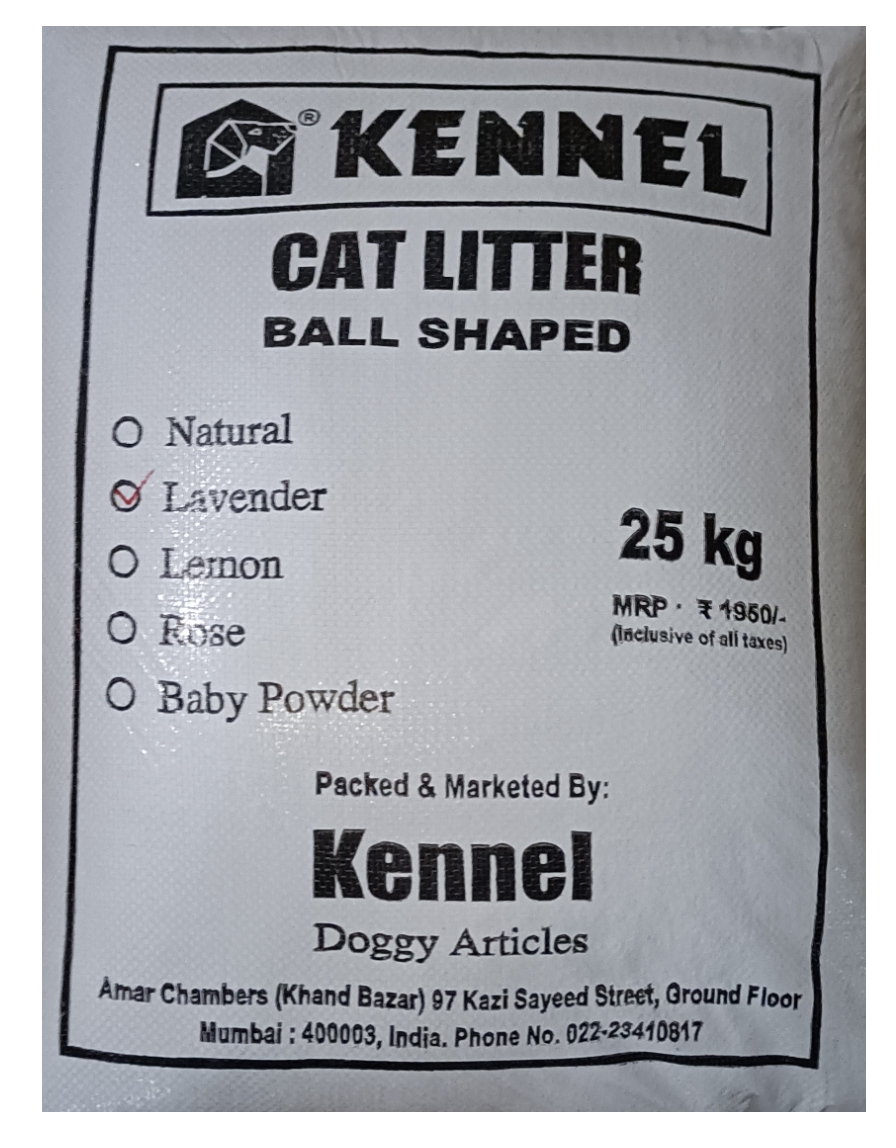 ® KENNEL
CAT LITTER
BALL SHAPED
Natural
Lavender
Lemon
Rose
Baby Powder
25 kg
MRP · ₹ 1950/-
(Inclusive of all taxes)
Packed & Marketed By:
Kennel
Doggy Articles
Amar Chambers (Khand Bazar) 97 Kazi Sayeed Street, Ground Floor
Mumbai : 400003, India. Phone No. 022-23410817